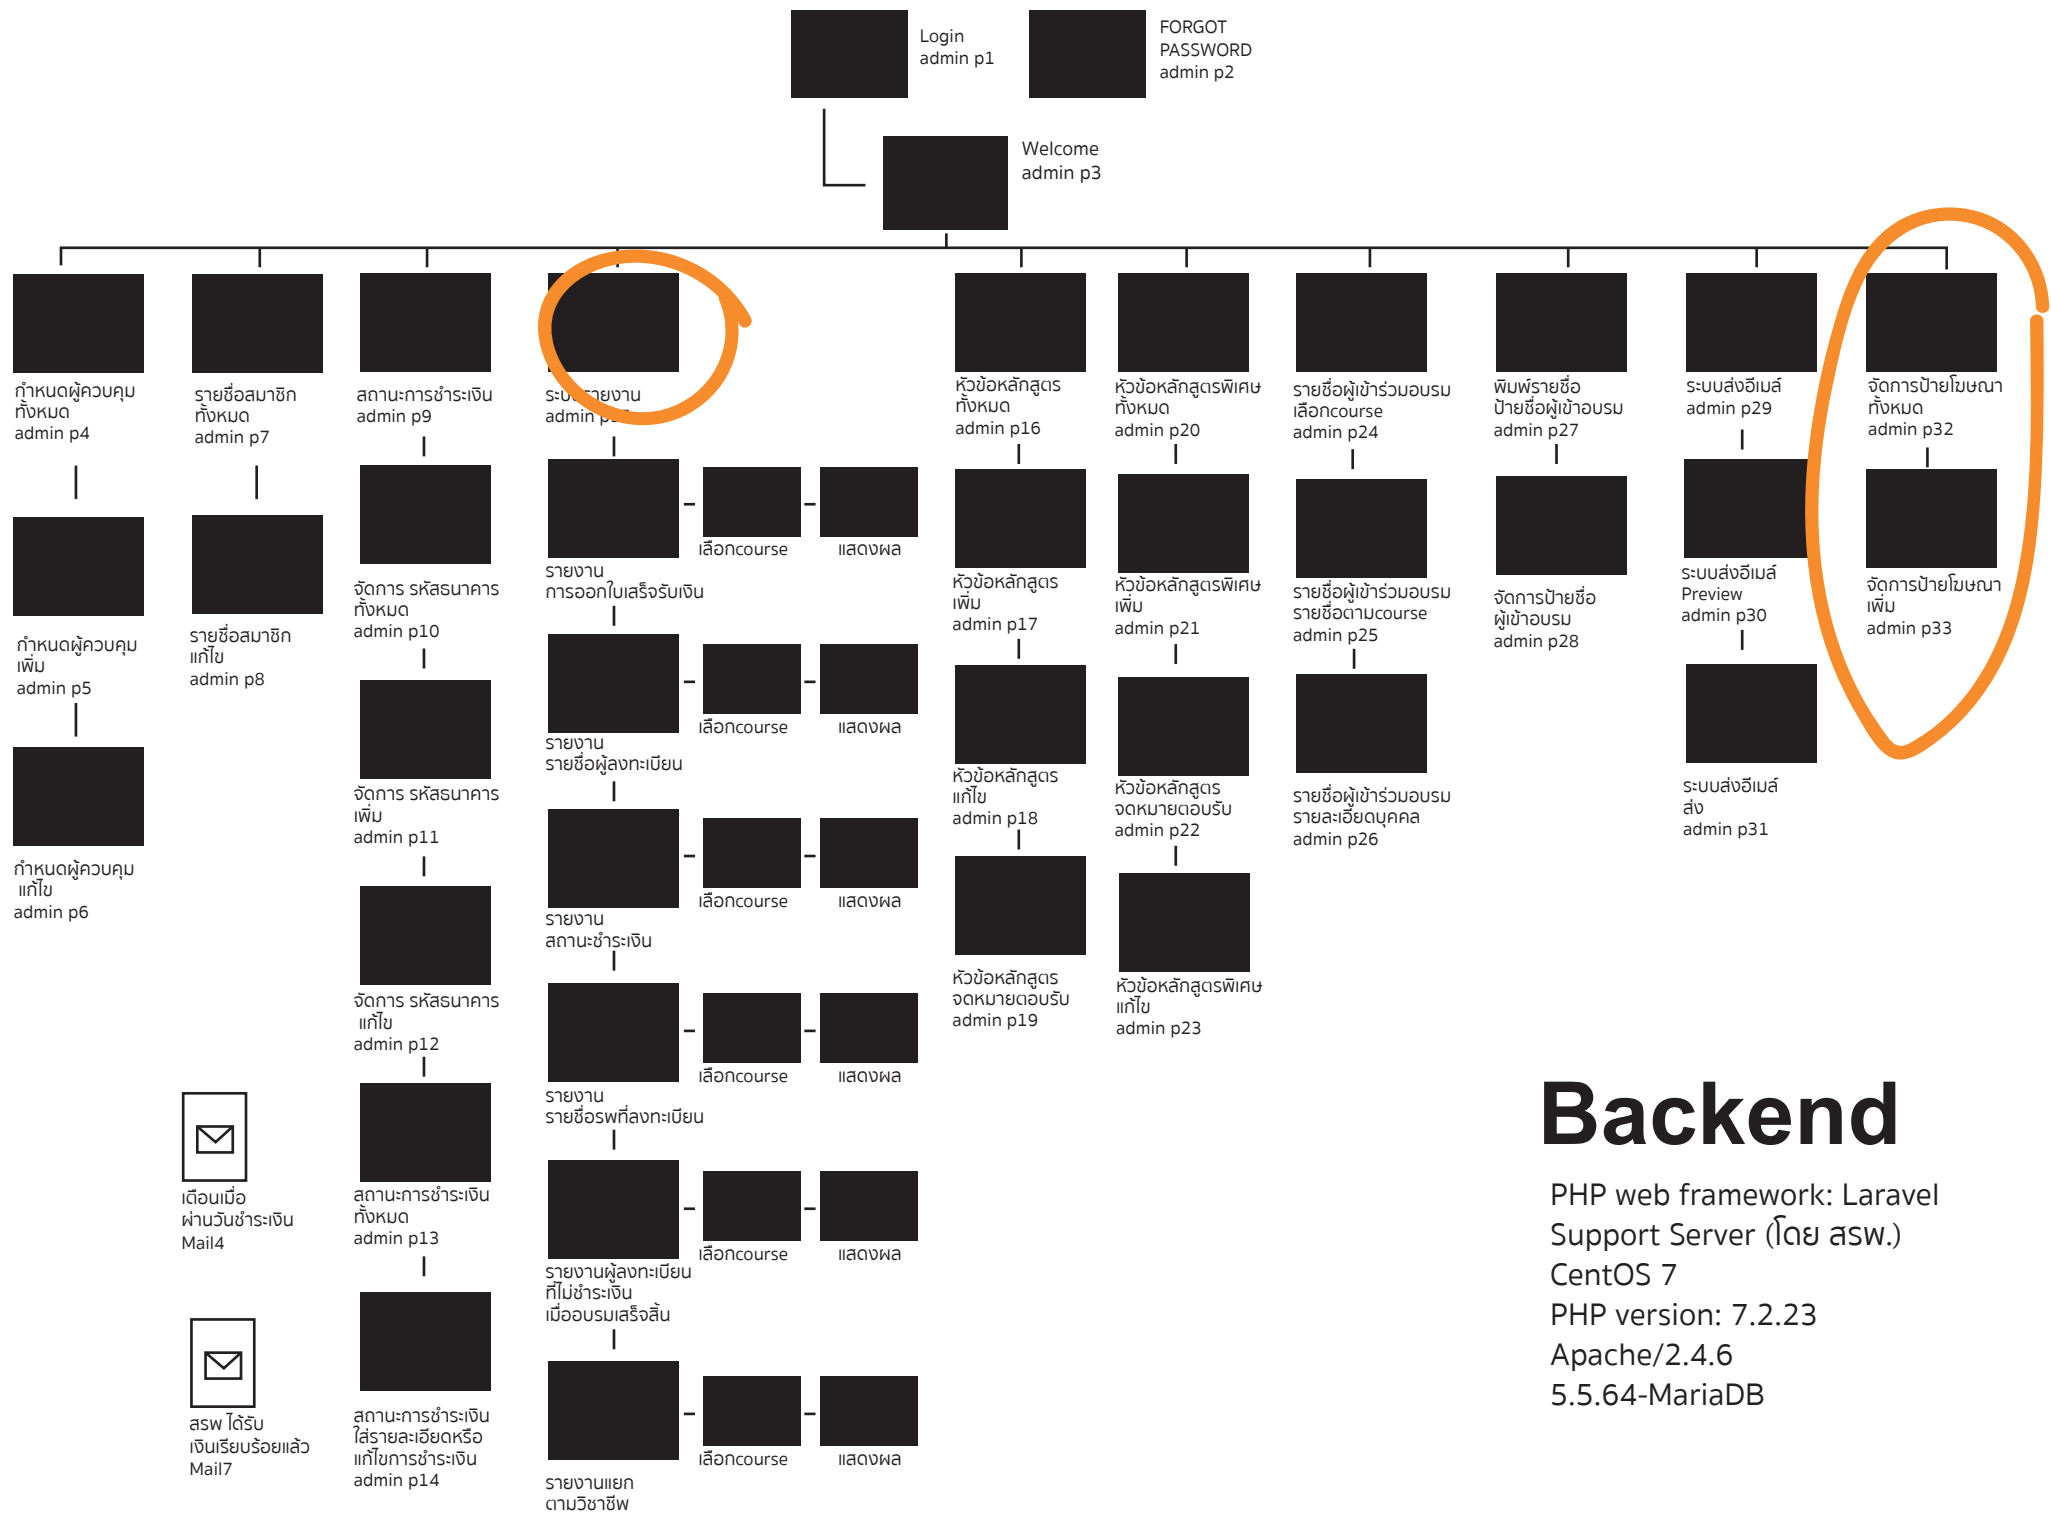 Login
admin p1
FORGOT
PASSWORD
admin p2
Welcome
admin p3
กำหนดผู้ควบคุม
ทั้งหมด
admin p4
กำหนดผู้ควบคุม
เพิ่ม
admin p5
กำหนดผู้ควบคุม
แก้ไข
admin p6
รายชื่อสมาชิก
ทั้งหมด
admin p7
รายชื่อสมาชิก
แก้ไข
admin p8
เตือนเมื่อ
ผ่านวันชำระเงิน
Mail4
สรพ ได้รับ
เงินเรียบร้อยแล้ว
Mail7
สถานะการชำระเงิน
admin p9
จัดการ รหัสธนาคาร
ทั้งหมด
admin p10
จัดการ รหัสธนาคาร
เพิ่ม
admin p11
จัดการ รหัสธนาคาร
แก้ไข
admin p12
สถานะการชำระเงิน
ทั้งหมด
admin p13
สถานะการชำระเงิน
ใส่รายละเอียดหรือ
แก้ไขการชำระเงิน
admin p14
ระบบรายงาน
admin
รายงาน
การออกใบเสร็จรับเงิน
เลือกcourse
แสดงผล
รายงาน
รายชื่อผู้ลงทะเบียน
เลือกcourse
แสดงผล
รายงาน
สถานะชำระเงิน
เลือกcourse
แสดงผล
รายงาน
รายชื่อรพที่ลงทะเบียน
เลือกcourse
แสดงผล
รายงานผู้ลงทะเบียน
ที่ไม่ชำระเงิน
เมื่ออบรมเสร็จสิ้น
เลือกcourse
แสดงผล
รายงานแยก
ตามวิชาชีพ
เลือกcourse
แสดงผล
หัวข้อหลักสูตร
ทั้งหมด
admin p16
หัวข้อหลักสูตร
เพิ่ม
admin p17
หัวข้อหลักสูตร
แก้ไข
admin p18
หัวข้อหลักสูตร
จดหมายตอบรับ
admin p19
หัวข้อหลักสูตรพิเศษ
ทั้งหมด
admin p20
หัวข้อหลักสูตรพิเศษ
เพิ่ม
admin p21
หัวข้อหลักสูตร
จดหมายตอบรับ
admin p22
หัวข้อหลักสูตรพิเศษ
แก้ไข
admin p23
รายชื่อผู้เข้าร่วมอบรม
เลือกcourse
admin p24
รายชื่อผู้เข้าร่วมอบรม
รายชื่อตามcourse
admin p25
รายชื่อผู้เข้าร่วมอบรม
รายละเอียดบุคคล
admin p26
พิมพ์รายชื่อ
ป้ายชื่อผู้เข้าอบรม
admin p27
จัดการป้ายชื่อ
ผู้เข้าอบรม
admin p28
ระบบส่งอีเมล์
admin p29
ระบบส่งอีเมล์
Preview
admin p30
ระบบส่งอีเมล์
ส่ง
admin p31
จัดการป้ายโฆษณา
ทั้งหมด
admin p32
จัดการป้ายโฆษณา
เพิ่ม
admin p33
Backend
PHP web framework: Laravel
Support Server (โดย สรพ.)
CentOS 7
PHP version: 7.2.23
Apache/2.4.6
5.5.64-MariaDB